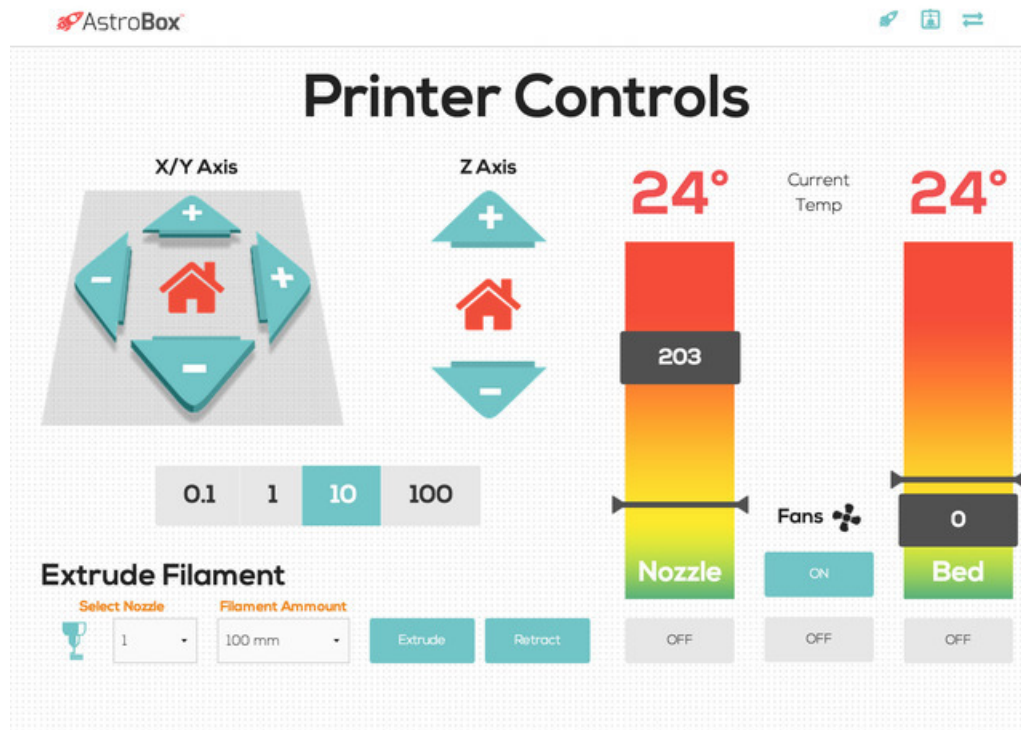 AstroBox™
Printer Controls
X/Y Axis
Z Axis
24°
Current
Temp
24°
+
-
+
-
+
-
203
0.1 1 10 100
Fans
0
Nozzle
ON
Bed
Extrude Filament
Select Nozzle
Filament Ammount
1
100 mm
Extrude
Retract
OFF
OFF
OFF